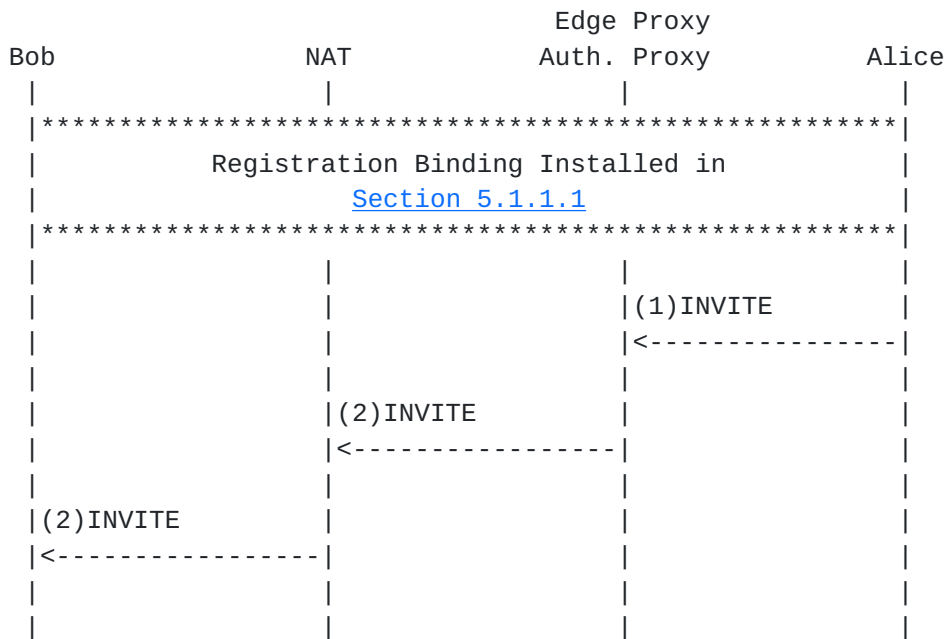 Edge Proxy
Bob NAT Auth. Proxy Alice
| | | |
|*******************************************************|
| Registration Binding Installed in |
| Section 5.1.1.1 |
|*******************************************************|
| | | |
| | |(1)INVITE |
| | |<----------------|
| | | |
| |(2)INVITE | |
| |<-----------------| |
| | | |
|(2)INVITE | | |
|<-----------------| | |
| | | |
| | | |